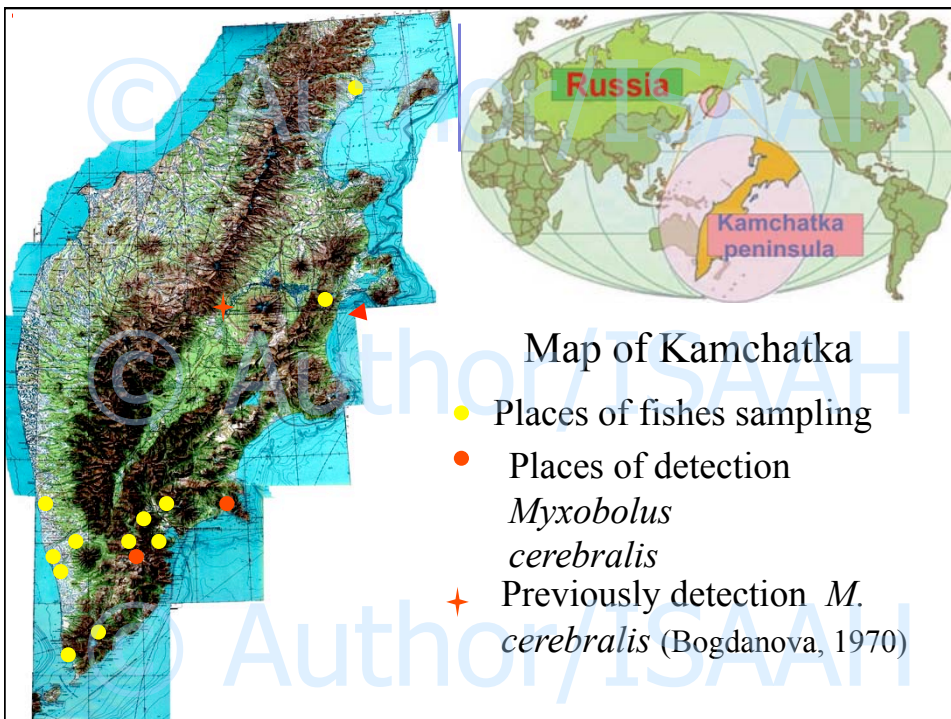 Russia
Kamchatka
peninsula.
Map of Kamchatka
Places of fishes sampling
Places of detection
Myxobolus
cerebralis
Previously detection M.
cerebralis (Bogdanova, 1970)
© Author/ISAAH
© Author/ISAAH
© Author/ISAAH